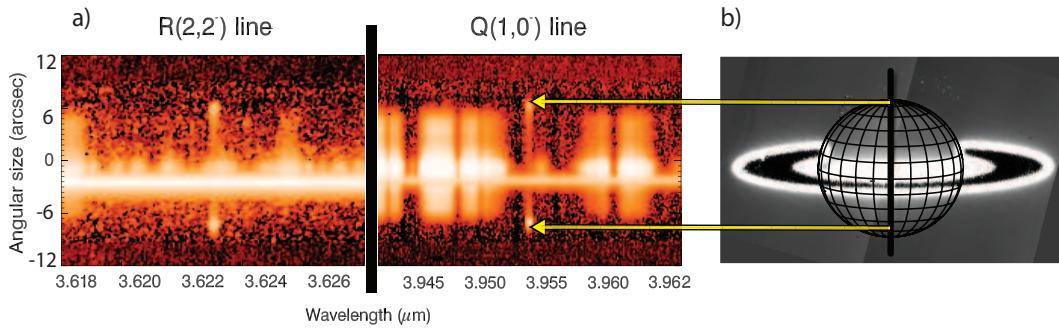 a)
R(2,2⁻) line
Q(1,0⁻) line
b)
Angular size (arcsec)
12
6
0
-6
-12
3.618 3.620 3.622 3.624 3.626
3.945 3.950 3.955 3.960 3.962
Wavelength (μm)